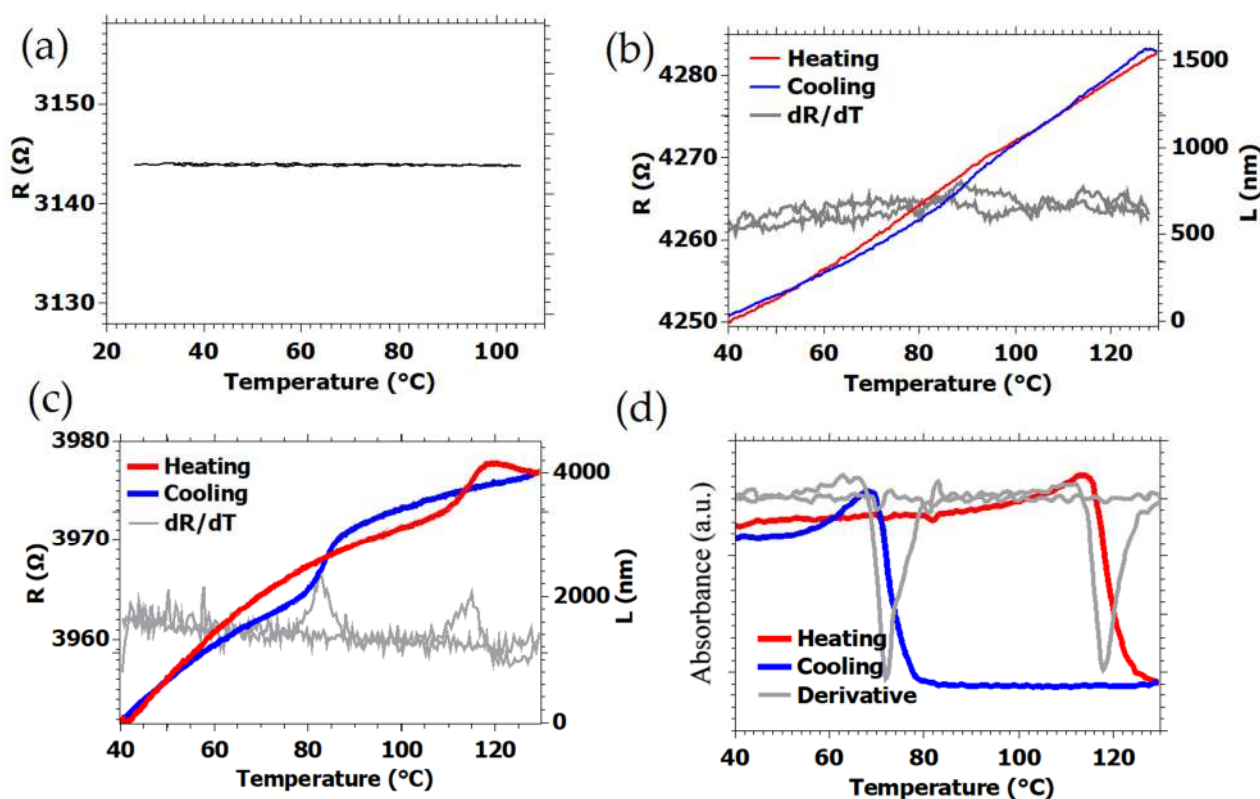 (a)
R (Ω)
3150
3140
3130
20 40 60 80 100
Temperature (°C)
(b)
Heating
Cooling
dR/dT
R (Ω)
4280
4270
4260
4250
1500
1000
500
0
L (nm)
40 60 80 100 120
Temperature (°C)
(c)
Heating
Cooling
dR/dT
R (Ω)
3980
3970
3960
4000
2000
0
L (nm)
40 60 80 100 120
Temperature (°C)
(d)
Absorbance (a.u.)
Heating
Cooling
Derivative
40 60 80 100 120
Temperature (°C)